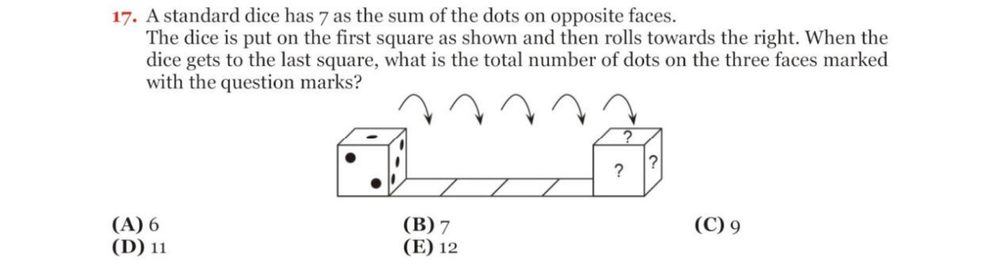 17. A standard dice has 7 as the sum of the dots on opposite faces.
The dice is put on the first square as shown and then rolls towards the right. When the
dice gets to the last square, what is the total number of dots on the three faces marked
with the question marks?
?
? ?
(A) 6 (B) 7 (C) 9
(D) 11 (E) 12